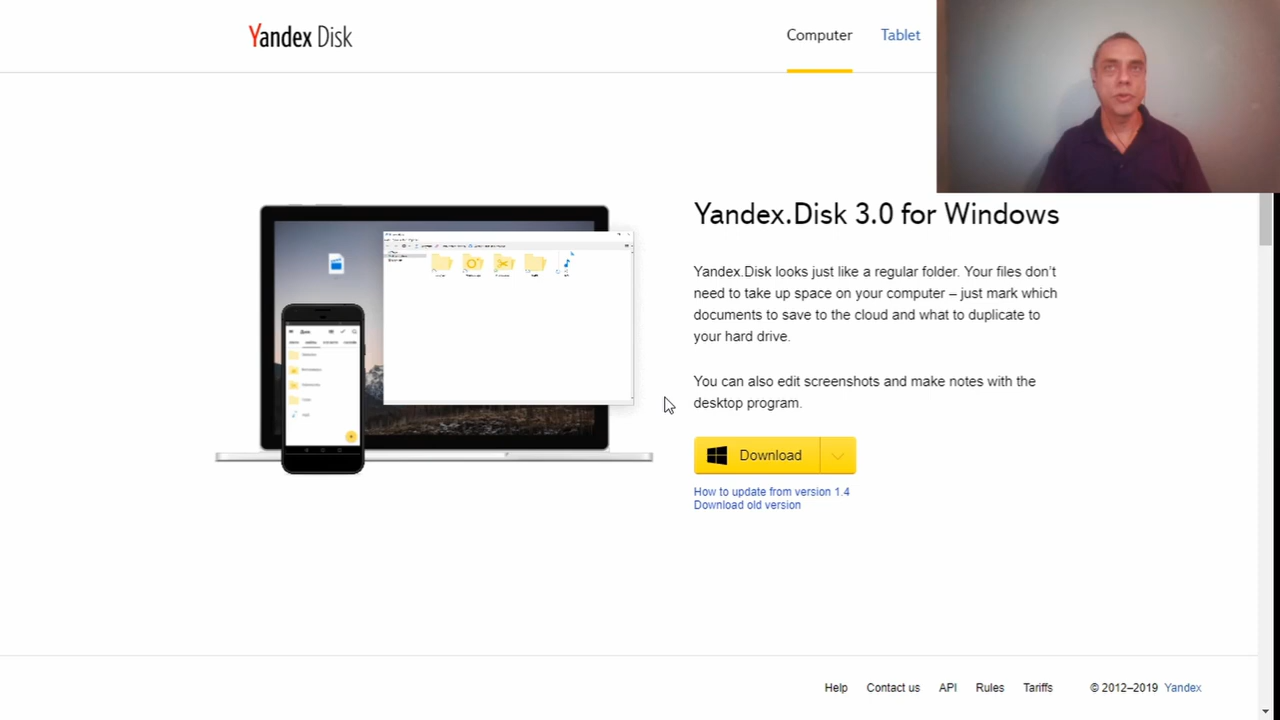 Yandex Disk
Computer
Tablet
Yandex.Disk 3.0 for Windows
Yandex.Disk looks just like a regular folder. Your files don’t
need to take up space on your computer – just mark which
documents to save to the cloud and what to duplicate to
your hard drive.
You can also edit screenshots and make notes with the
desktop program.
Download
How to update from version 1.4
Download old version
Help
Contact us
API
Rules
Tariffs
© 2012–2019 Yandex